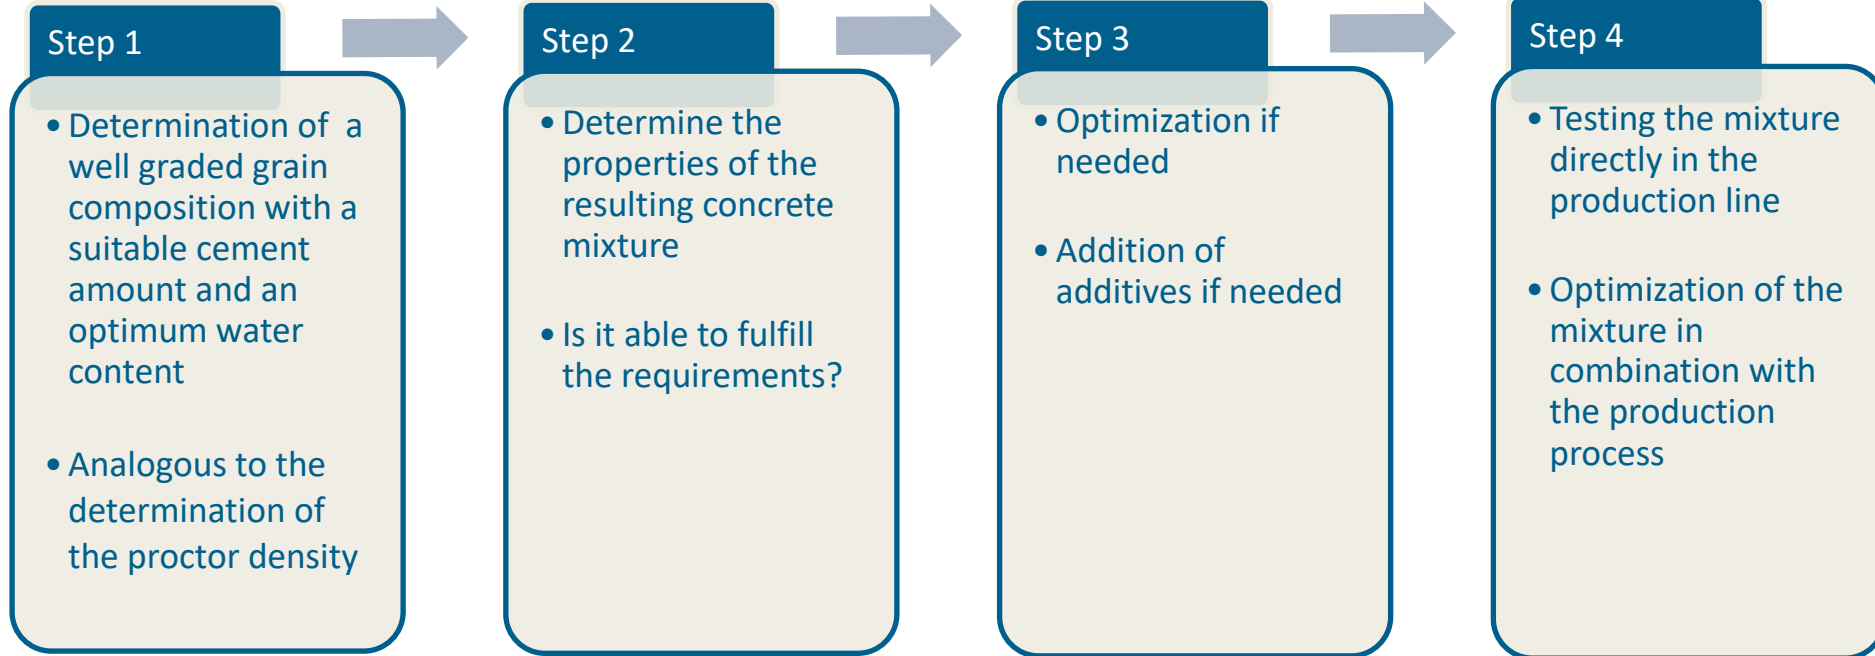 Step 1
• Determination of a
well graded grain
composition with a
suitable cement
amount and an
optimum water
content
• Analogous to the
determination of
the proctor density
Step 2
• Determine the
properties of the
resulting concrete
mixture
• Is it able to fulfill
the requirements?
Step 3
• Optimization if
needed
• Addition of
additives if needed
Step 4
• Testing the mixture
directly in the
production line
• Optimization of the
mixture in
combination with
the production
process